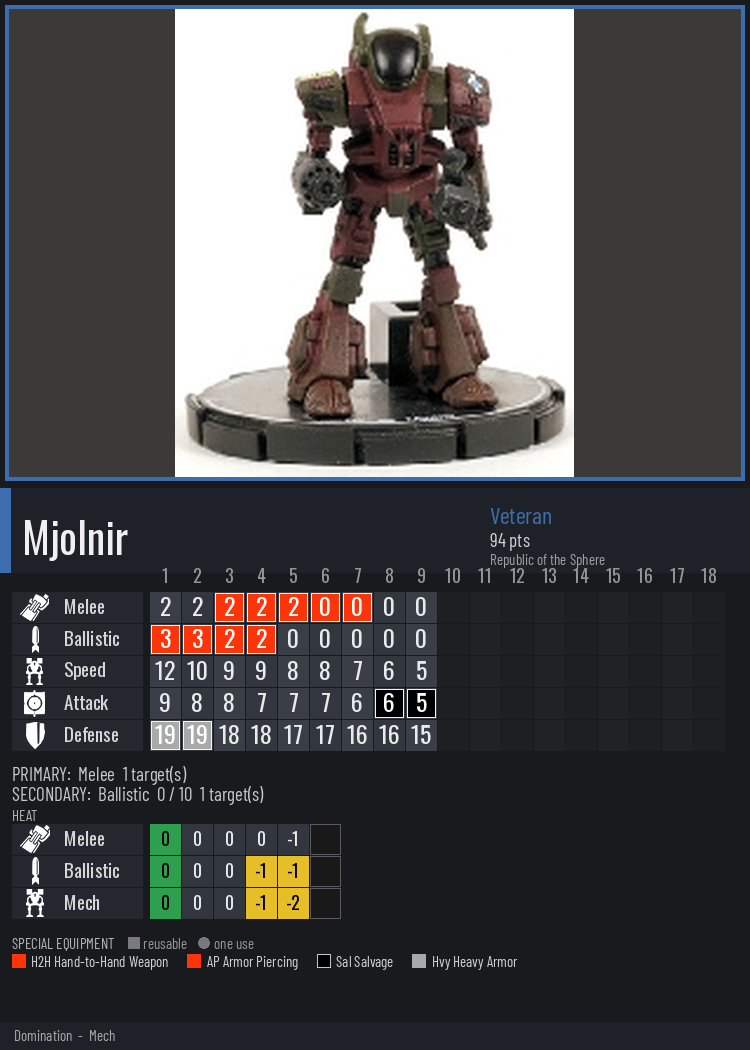 Mjolnir
Veteran
94 pts
Republic of the Sphere
1 2 3 4 5 6 7 8 9 10 11 12 13 14 15 16 17 18
Melee 2 2 2 2 2 0 0 0 0
Ballistic 3 3 2 2 0 0 0 0 0
Speed 12 10 9 9 8 8 7 6 5
Attack 9 8 8 7 7 7 6 6 5
Defense 19 19 18 18 17 17 16 16 15
PRIMARY: Melee 1 target(s)
SECONDARY: Ballistic 0 / 10 1 target(s)
HEAT
Melee 0 0 0 0 -1
Ballistic 0 0 0 -1 -1
Mech 0 0 0 -1 -2
SPECIAL EQUIPMENT reusable one use
H2H Hand-to-Hand Weapon AP Armor Piercing Sal Salvage Hvy Heavy Armor
Domination - Mech